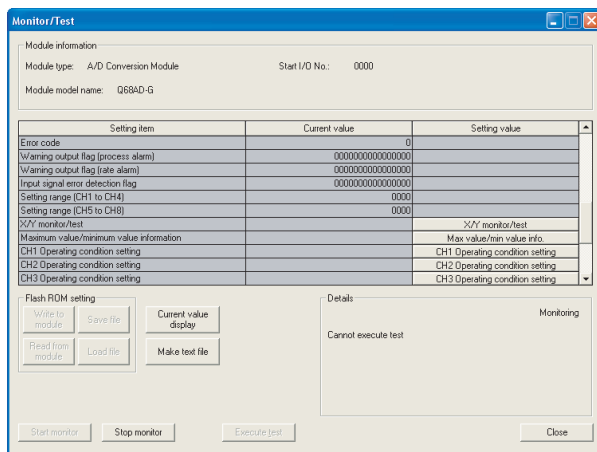 Monitor/Test
Module information
Module type: A/D Conversion Module Start I/O No.: 0000
Module model name: Q68AD-G
Setting item Current value Setting value
Error code 0
Warning output flag (process alarm) 0000000000000000
Warning output flag (rate alarm) 0000000000000000
Input signal error detection flag 0000000000000000
Setting range (CH1 to CH4) 0000
Setting range (CH5 to CH8) 0000
X/Y monitor/test X/Y monitor/test
Maximum value/minimum value information Max value/min value info.
CH1 Operating condition setting CH1 Operating condition setting
CH2 Operating condition setting CH2 Operating condition setting
CH3 Operating condition setting CH3 Operating condition setting
Flash ROM setting
Write to
module
Save file
Current value
display
Read from
module
Load file
Make text file
Details
Monitoring
Cannot execute test
Start monitor Stop monitor Execute test Close